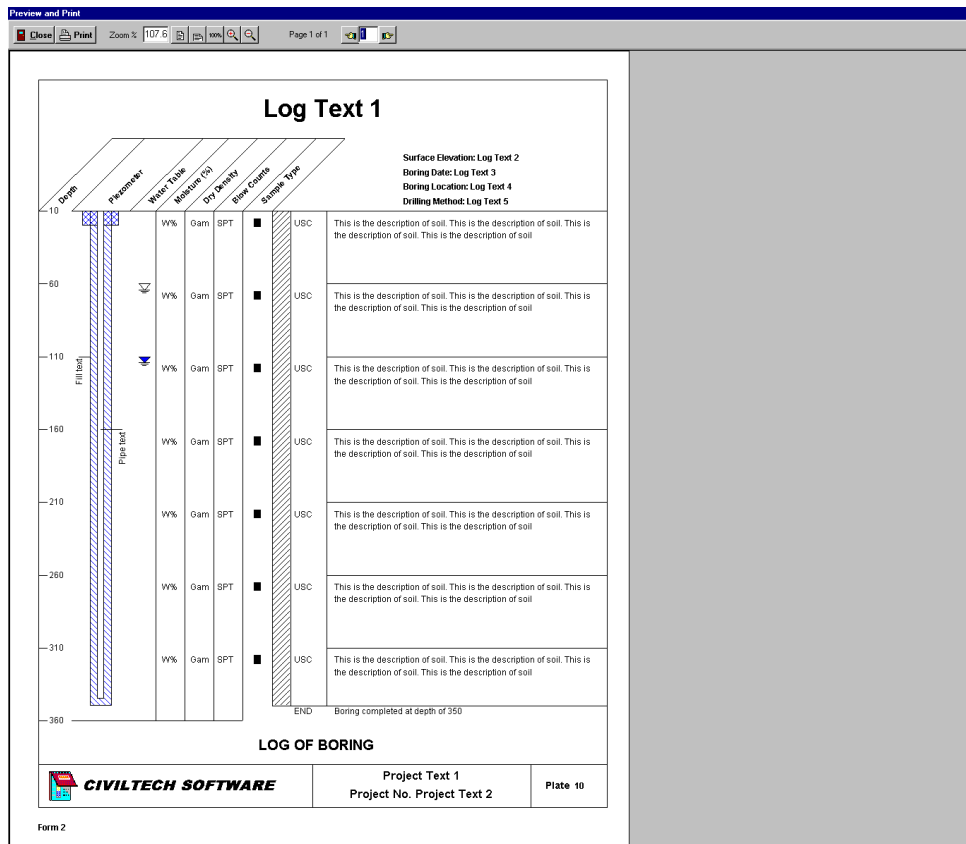 Preview and Print
Close Print Zoom % 107.6 100% Page 1 of 1 1
Log Text 1
Surface Elevation: Log Text 2
Boring Date: Log Text 3
Boring Location: Log Text 4
Drilling Method: Log Text 5
Depth Piezometer Water Table Moisture (%) Dry Density Blow Counts Sample Type
10
W% Gam SPT USC This is the description of soil. This is the description of soil. This is
the description of soil. This is the description of soil
60
W% Gam SPT USC This is the description of soil. This is the description of soil. This is
the description of soil. This is the description of soil
110
Fill text
W% Gam SPT USC This is the description of soil. This is the description of soil. This is
the description of soil. This is the description of soil
160
Pipe text
W% Gam SPT USC This is the description of soil. This is the description of soil. This is
the description of soil. This is the description of soil
210
W% Gam SPT USC This is the description of soil. This is the description of soil. This is
the description of soil. This is the description of soil
260
W% Gam SPT USC This is the description of soil. This is the description of soil. This is
the description of soil. This is the description of soil
310
W% Gam SPT USC This is the description of soil. This is the description of soil. This is
the description of soil. This is the description of soil
END Boring completed at depth of 350
360
LOG OF BORING
CIVILTECH SOFTWARE
Project Text 1
Project No. Project Text 2
Plate 10
Form 2